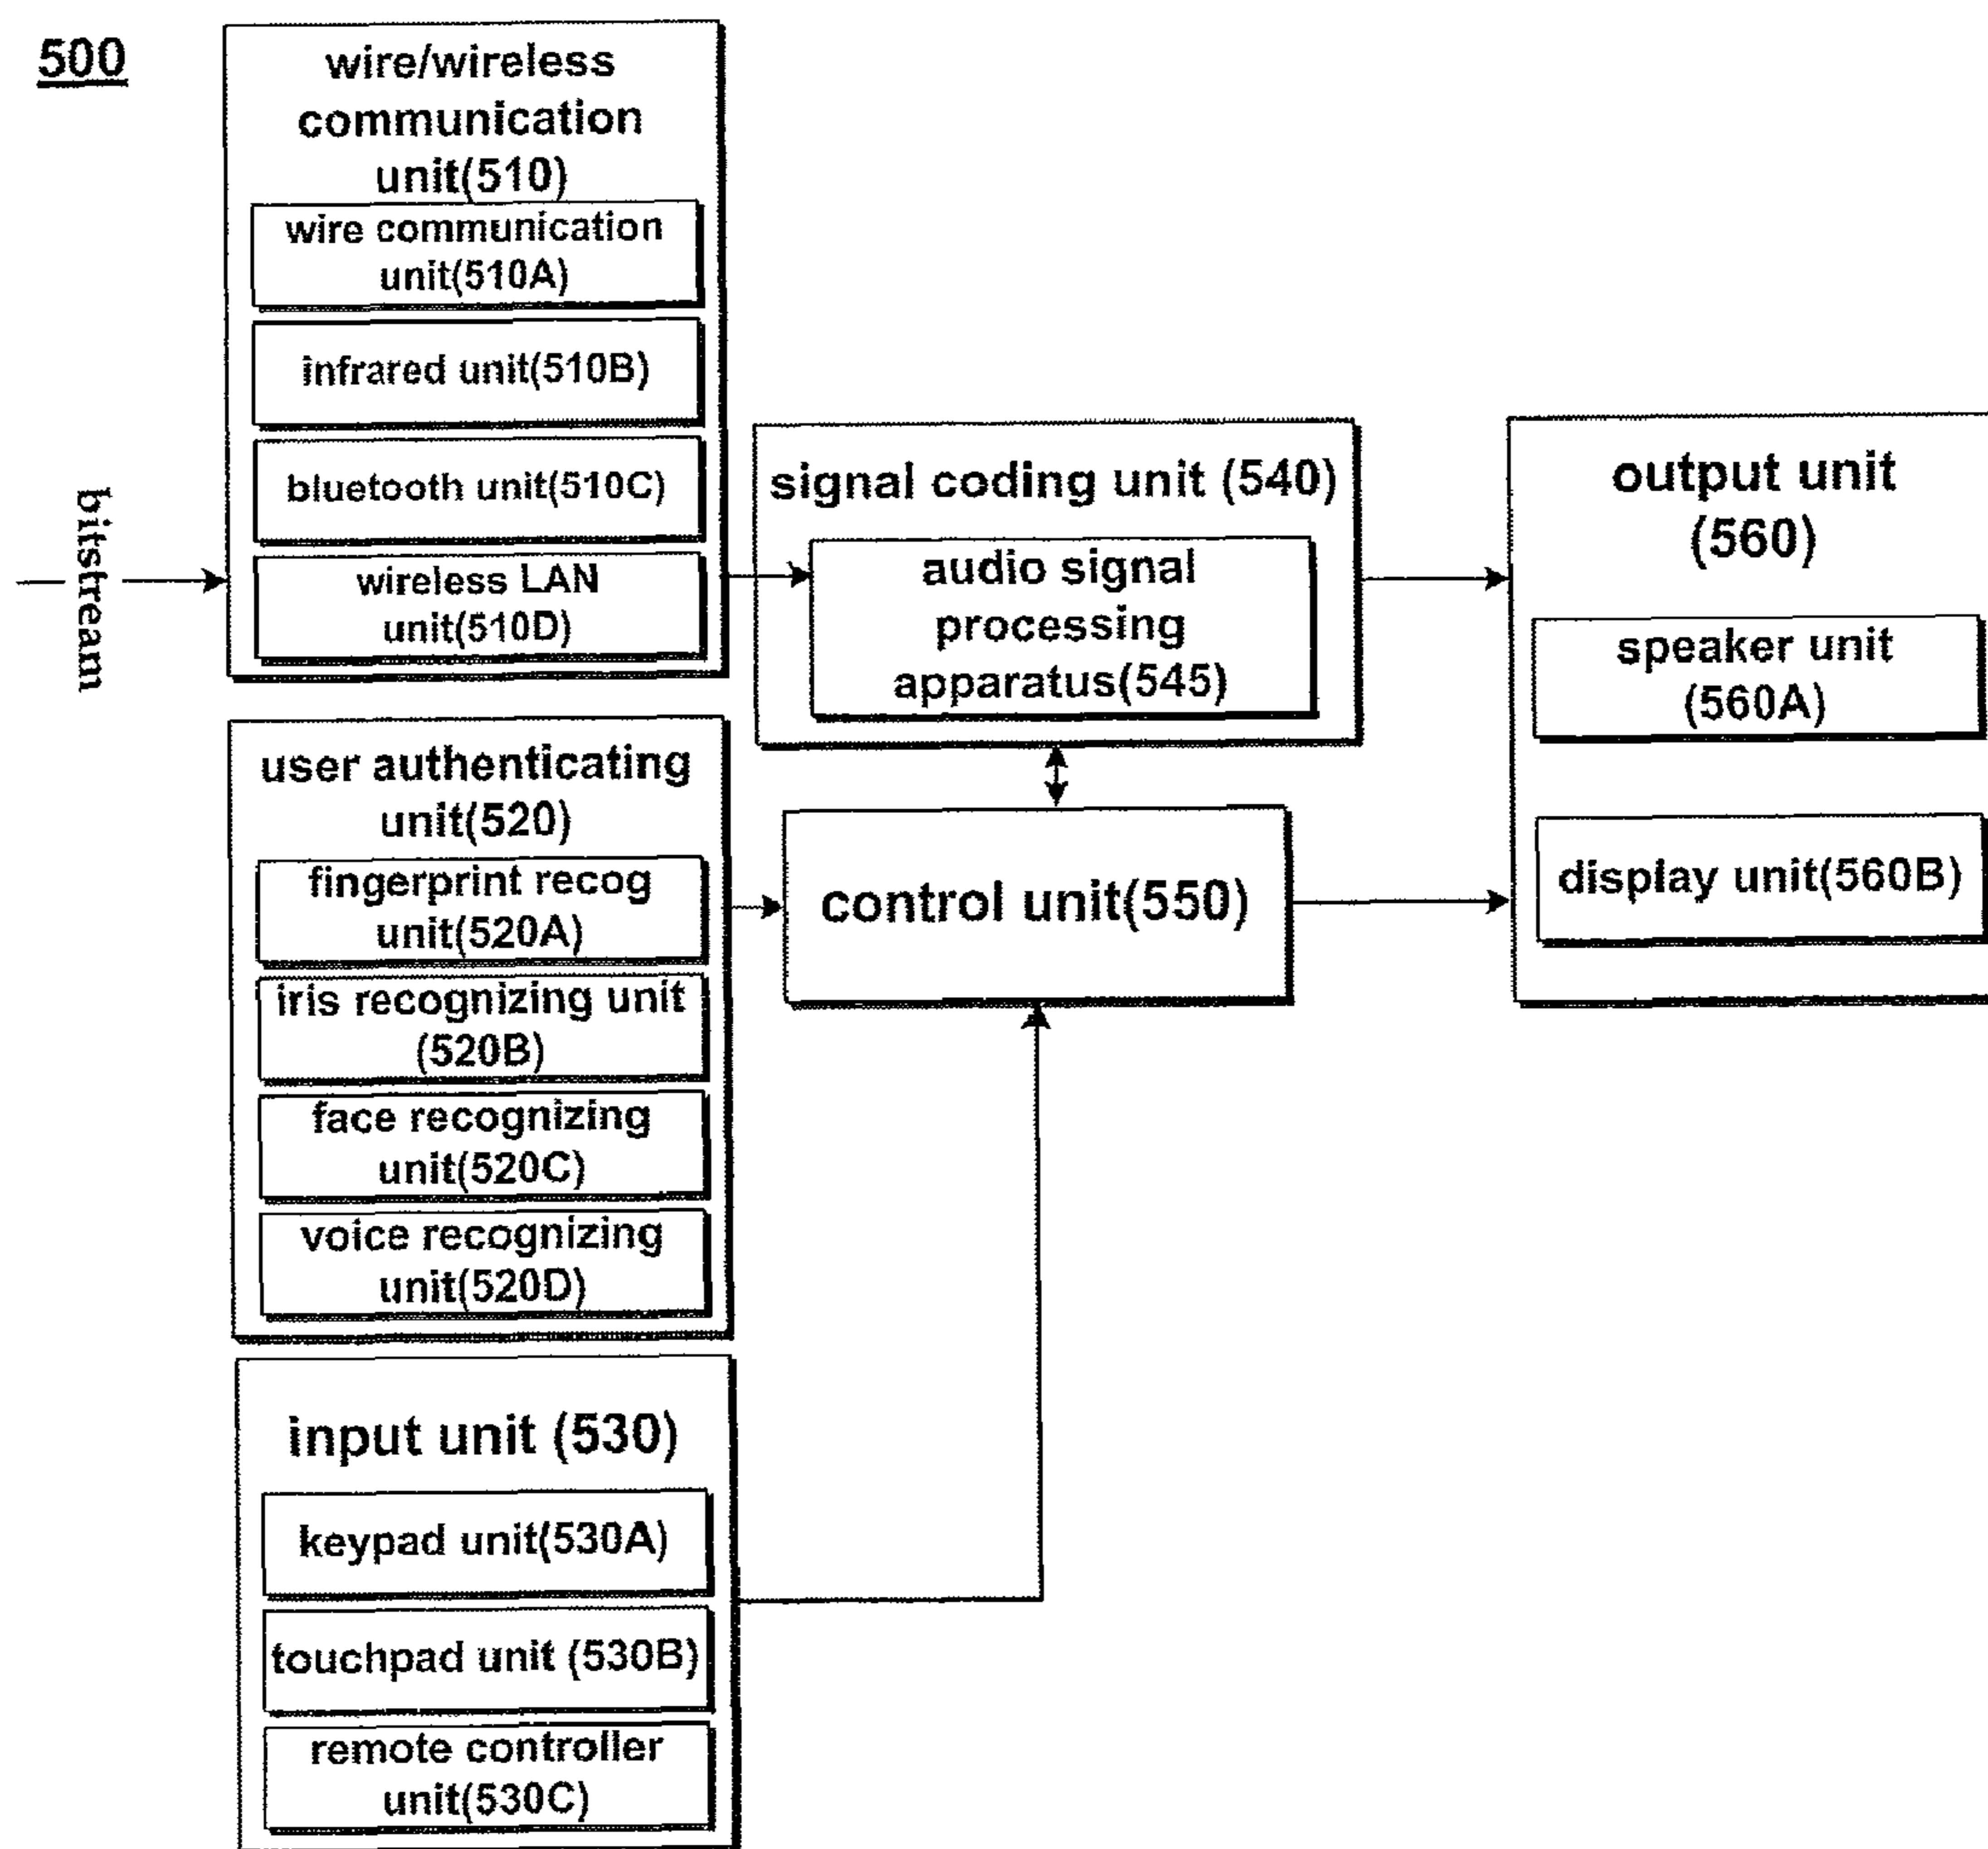 500
wire/wireless
communication
unit(510)
wire communication
unit(510A)
infrared unit(510B)
bluetooth unit(510C)
wireless LAN
unit(510D)
bitstream
signal coding unit (540)
audio signal
processing
apparatus(545)
output unit
(560)
speaker unit
(560A)
display unit(560B)
user authenticating
unit(520)
fingerprint recog
unit(520A)
iris recognizing unit
(520B)
face recognizing
unit(520C)
voice recognizing
unit(520D)
control unit(550)
input unit (530)
keypad unit(530A)
touchpad unit (530B)
remote controller
unit(530C)